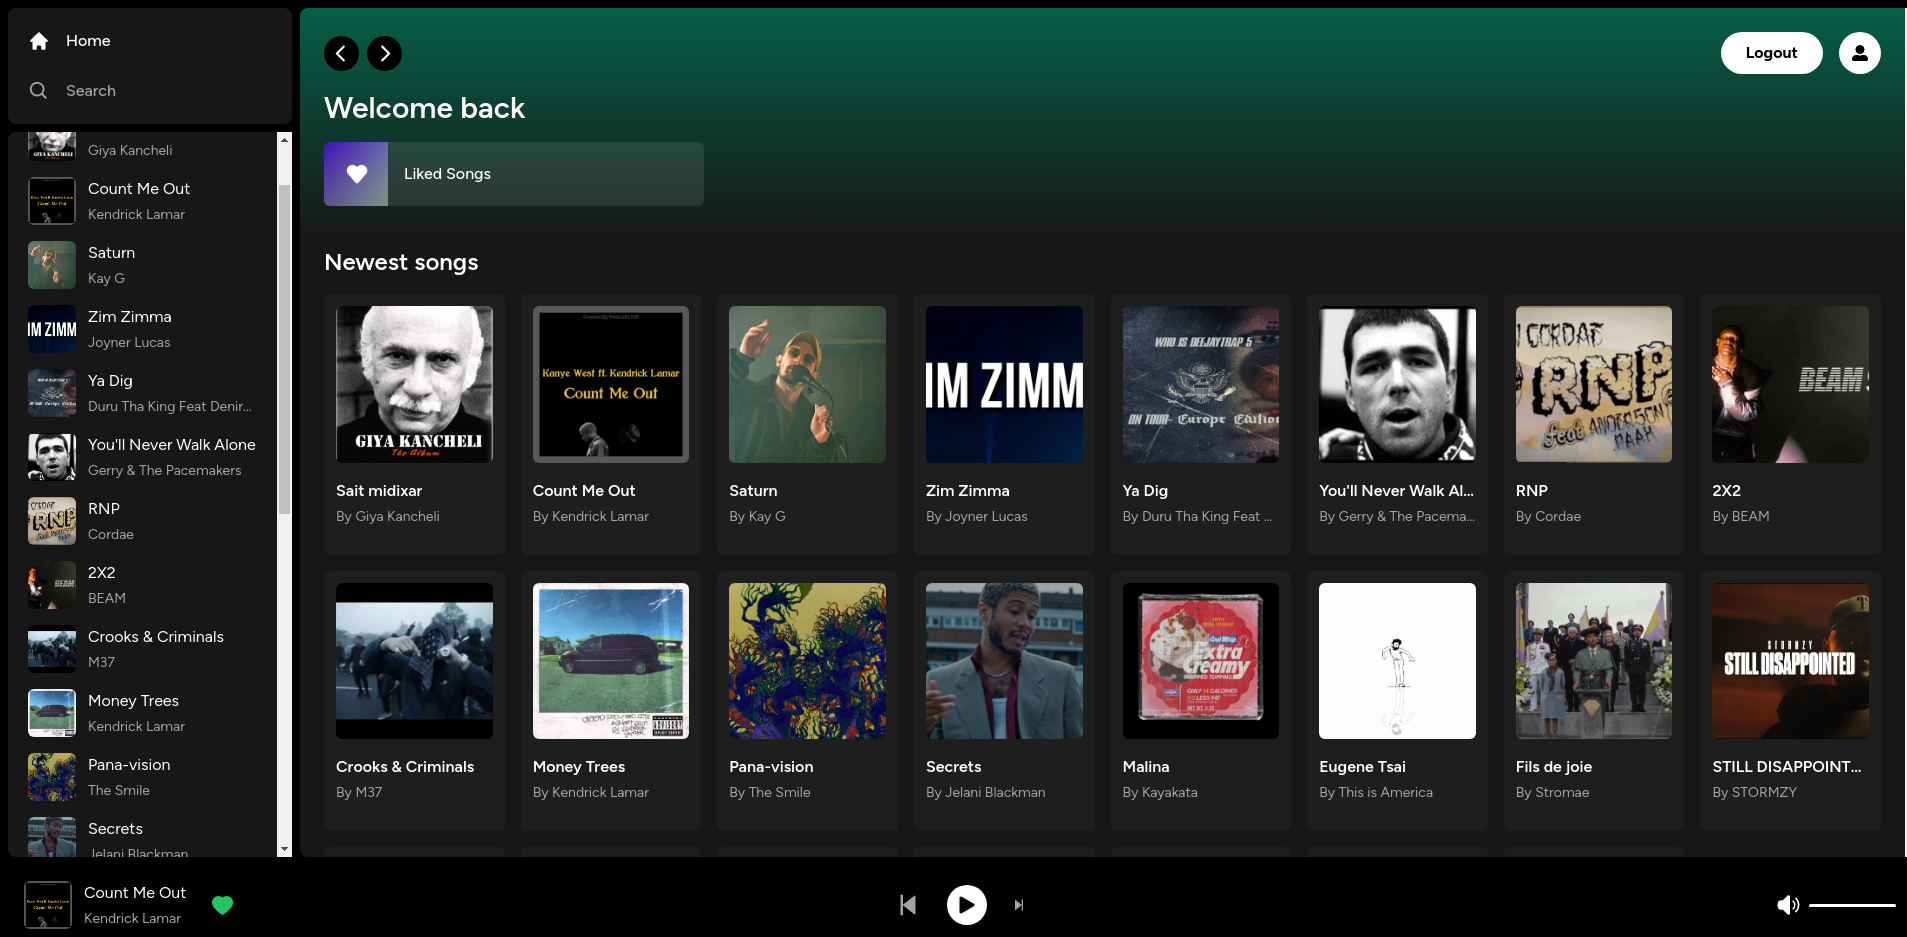 Home
Search
Giya Kancheli
Count Me Out
Kendrick Lamar
Saturn
Kay G
Zim Zimma
Joyner Lucas
Ya Dig
Duru Tha King Feat Denir...
You'll Never Walk Alone
Gerry & The Pacemakers
RNP
Cordae
2X2
BEAM
Crooks & Criminals
M37
Money Trees
Kendrick Lamar
Pana-vision
The Smile
Secrets
Jelani Blackman
Logout
Welcome back
Liked Songs
Newest songs
GIYA KANCHELI
The Album
Kanye West ft. Kendrick Lamar
Count Me Out
IM ZIMM
WHO IS DEEJAYTRAP 5
ON TOUR- Europe Edition
CORDAE
RNP
feat ANDERSON
PAAK
BEAM
Sait midixar
By Giya Kancheli
Count Me Out
By Kendrick Lamar
Saturn
By Kay G
Zim Zimma
By Joyner Lucas
Ya Dig
By Duru Tha King Feat ...
You'll Never Walk Al...
By Gerry & The Pacema...
RNP
By Cordae
2X2
By BEAM
Extra
Creamy
WHIPPED TOPPING
STORMZY
STILL DISAPPOINTED
Crooks & Criminals
By M37
Money Trees
By Kendrick Lamar
Pana-vision
By The Smile
Secrets
By Jelani Blackman
Malina
By Kayakata
Eugene Tsai
By This is America
Fils de joie
By Stromae
STILL DISAPPOINT...
By STORMZY
Count Me Out
Kendrick Lamar